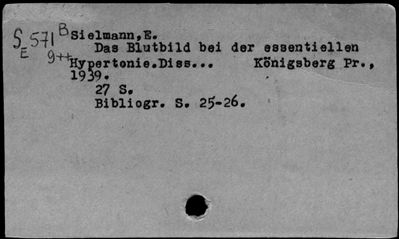 S 571 B Sielmann,E.
E Das Blutbild bei der essentiellen
9++ Hypertonie.Diss... Königsberg Pr.,
1939.
27 S.
Bibliogr. S. 25-26.